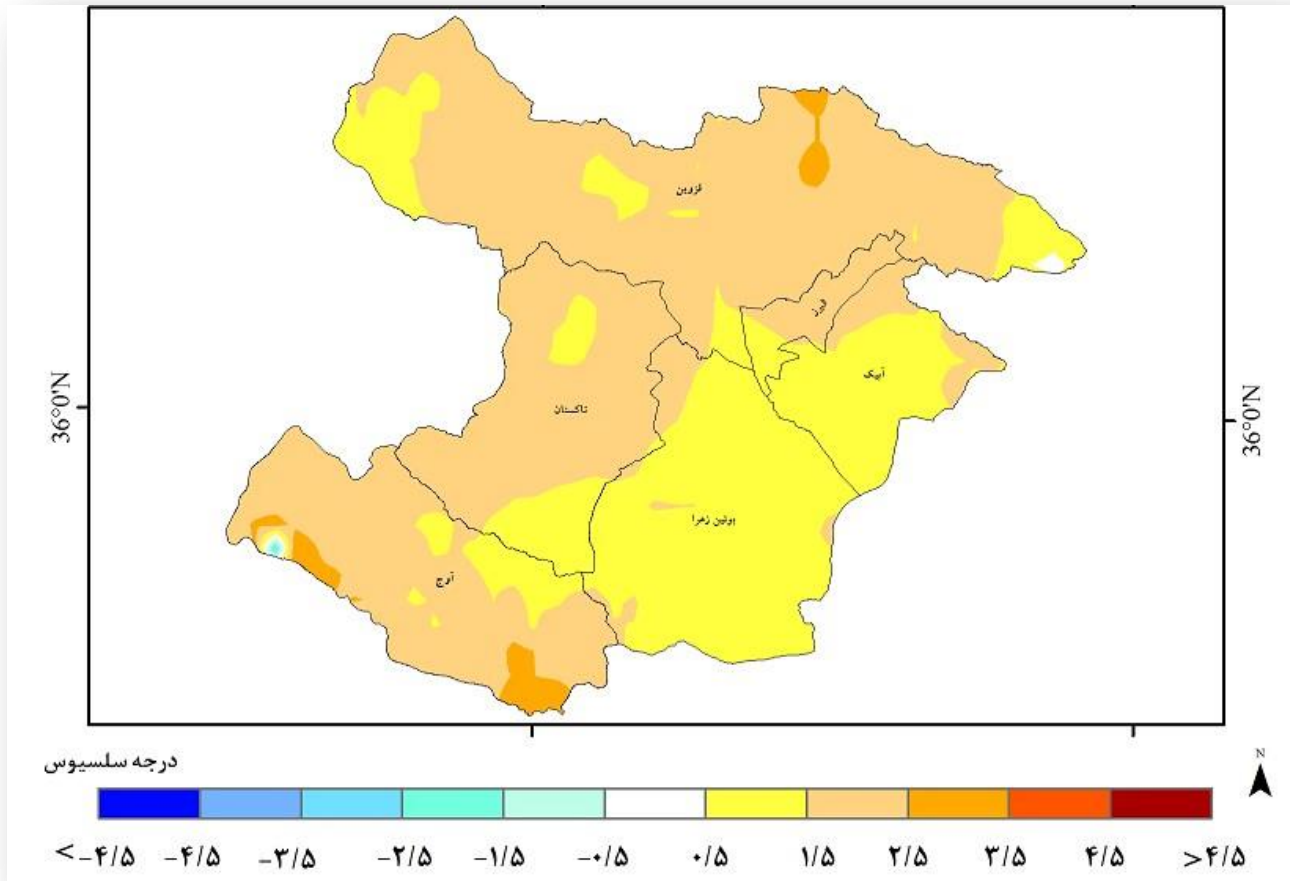 قزوین
البرز
آبیک
36°0'N
36°0'N
تاکستان
بوئین زهرا
آوج
درجه سلسیوس
N
<-۴/۵ -۴/۵ -۳/۵ -۲/۵ -۱/۵ -۰/۵ ۰/۵ ۱/۵ ۲/۵ ۳/۵ ۴/۵ >۴/۵